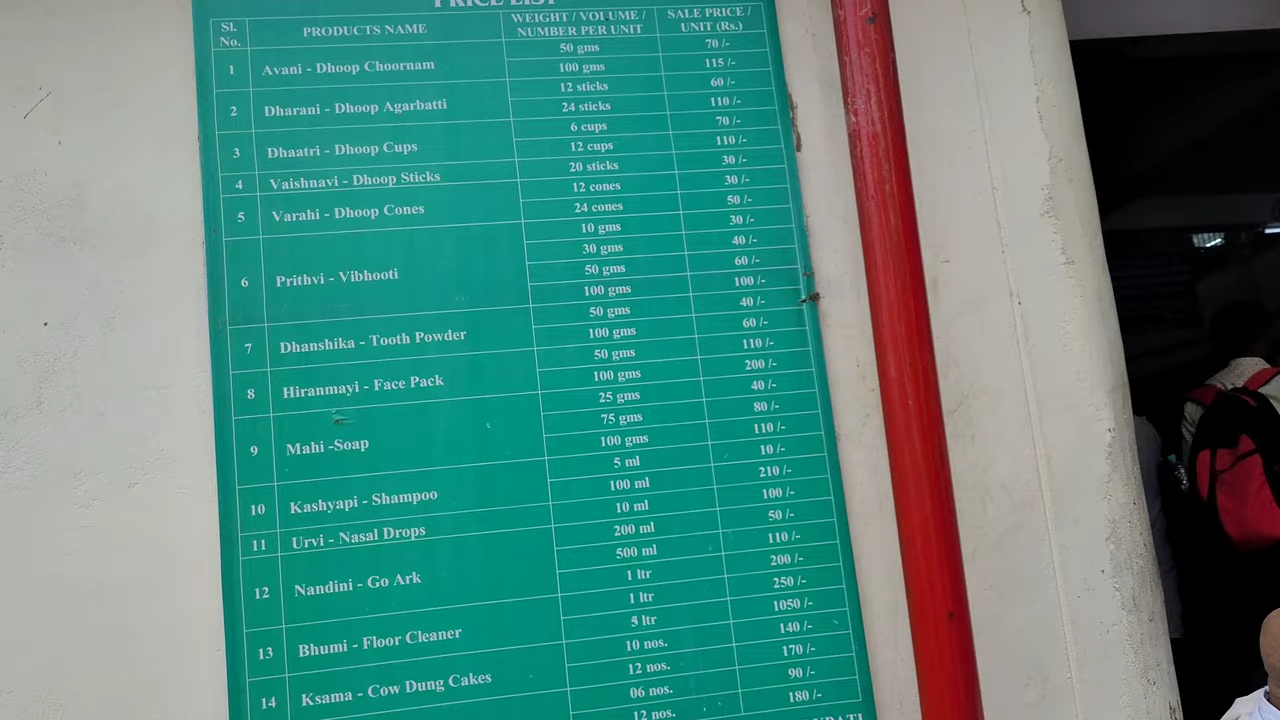 PRICE LIST
Sl. No. PRODUCTS NAME WEIGHT / VOLUME / NUMBER PER UNIT SALE PRICE / UNIT (Rs.)
1 Avani - Dhoop Choornam 50 gms 70 /-
100 gms 115 /-
2 Dharani - Dhoop Agarbatti 12 sticks 60 /-
24 sticks 110 /-
3 Dhaatri - Dhoop Cups 6 cups 70 /-
12 cups 110 /-
4 Vaishnavi - Dhoop Sticks 20 sticks 30 /-
5 Varahi - Dhoop Cones 12 cones 30 /-
24 cones 50 /-
6 Prithvi - Vibhooti 10 gms 30 /-
30 gms 40 /-
50 gms 60 /-
100 gms 100 /-
7 Dhanshika - Tooth Powder 50 gms 40 /-
100 gms 60 /-
8 Hiranmayi - Face Pack 50 gms 110 /-
100 gms 200 /-
9 Mahi -Soap 25 gms 40 /-
75 gms 80 /-
100 gms 110 /-
10 Kashyapi - Shampoo 5 ml 10 /-
100 ml 210 /-
11 Urvi - Nasal Drops 10 ml 100 /-
12 Nandini - Go Ark 200 ml 50 /-
500 ml 110 /-
1 ltr 200 /-
13 Bhumi - Floor Cleaner 1 ltr 250 /-
5 ltr 1050 /-
14 Ksama - Cow Dung Cakes 10 nos. 140 /-
12 nos. 170 /-
06 nos. 90 /-
12 nos. 180 /-